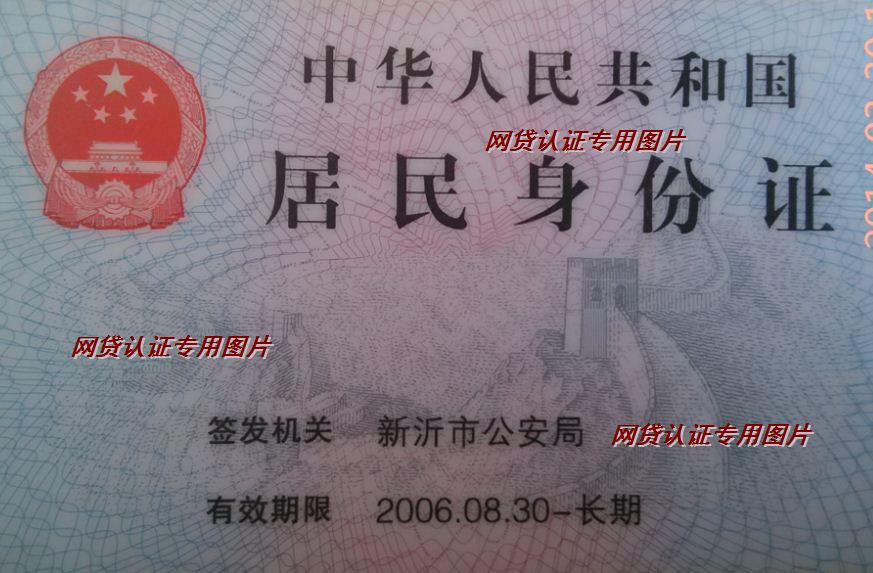 中华人民共和国
网贷认证专用图片
居民身份证
网贷认证专用图片
签发机关 新沂市公安局
网贷认证专用图片
有效期限 2006.08.30-长期